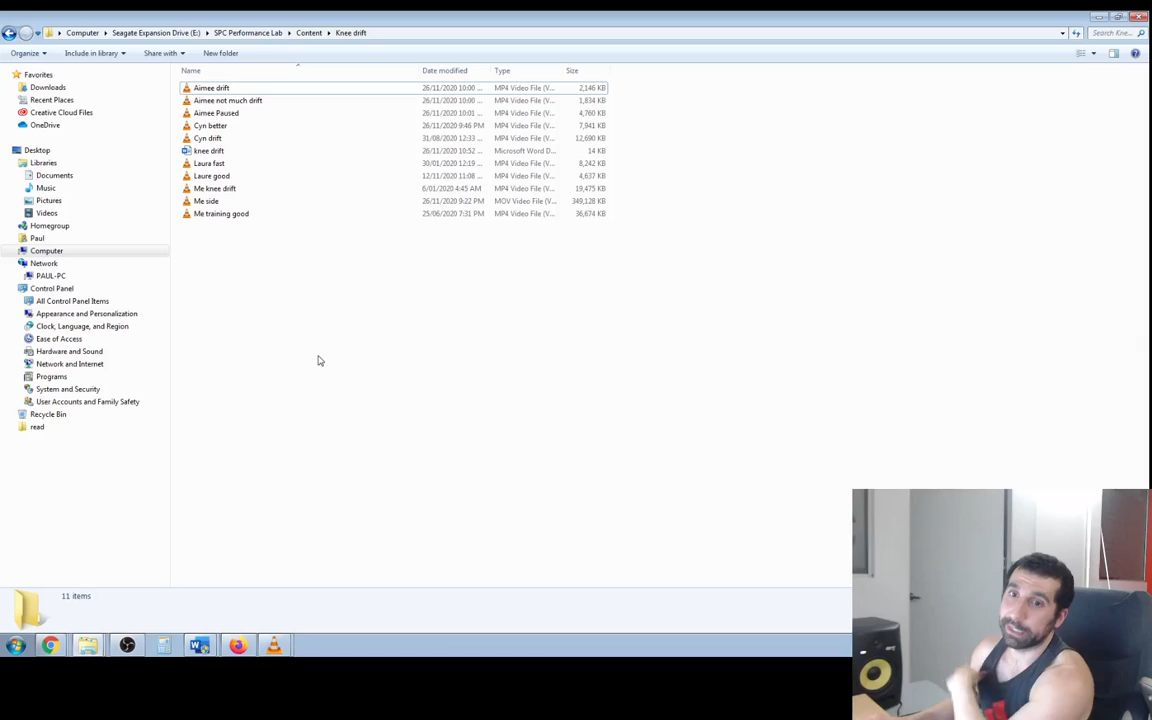 Computer ▸ Seagate Expansion Drive (E:) ▸ SPC Performance Lab ▸ Content ▸ Knee drift
Search Knee...
Organize Include in library Share with New folder
Name Date modified Type Size
Favorites
Downloads
Recent Places
Creative Cloud Files
OneDrive
Desktop
Libraries
Documents
Music
Pictures
Videos
Homegroup
Paul
Computer
Network
PAUL-PC
Control Panel
All Control Panel Items
Appearance and Personalization
Clock, Language, and Region
Ease of Access
Hardware and Sound
Network and Internet
Programs
System and Security
User Accounts and Family Safety
Recycle Bin
read
Aimee drift 26/11/2020 10:00 ... MP4 Video File (V... 2,146 KB
Aimee not much drift 26/11/2020 10:00 ... MP4 Video File (V... 1,834 KB
Aimee Paused 26/11/2020 10:01 ... MP4 Video File (V... 4,760 KB
Cyn better 26/11/2020 9:46 PM MP4 Video File (V... 7,941 KB
Cyn drift 31/08/2020 12:33 ... MP4 Video File (V... 12,690 KB
knee drift 26/11/2020 10:52 ... Microsoft Word D... 14 KB
Laura fast 30/01/2020 12:19 ... MP4 Video File (V... 8,242 KB
Laure good 12/11/2020 11:08 ... MP4 Video File (V... 4,637 KB
Me knee drift 6/01/2020 4:45 AM MP4 Video File (V... 19,475 KB
Me side 26/11/2020 9:22 PM MOV Video File (V... 349,128 KB
Me training good 25/06/2020 7:31 PM MP4 Video File (V... 36,674 KB
11 items